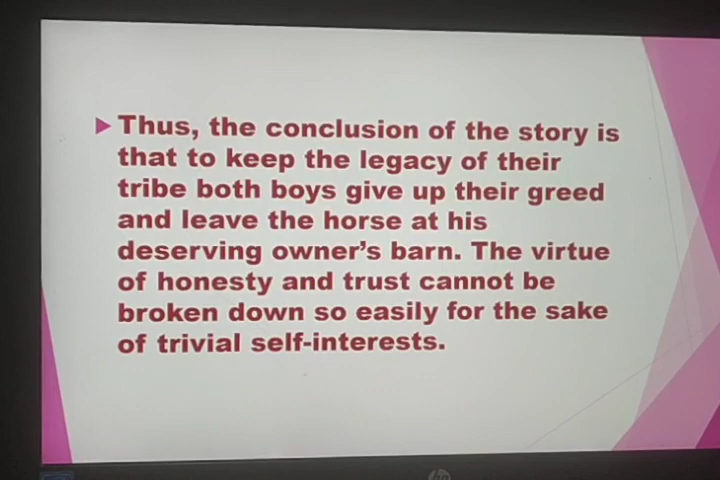 Thus, the conclusion of the story is
that to keep the legacy of their
tribe both boys give up their greed
and leave the horse at his
deserving owner's barn. The virtue
of honesty and trust cannot be
broken down so easily for the sake
of trivial self-interests.
hp